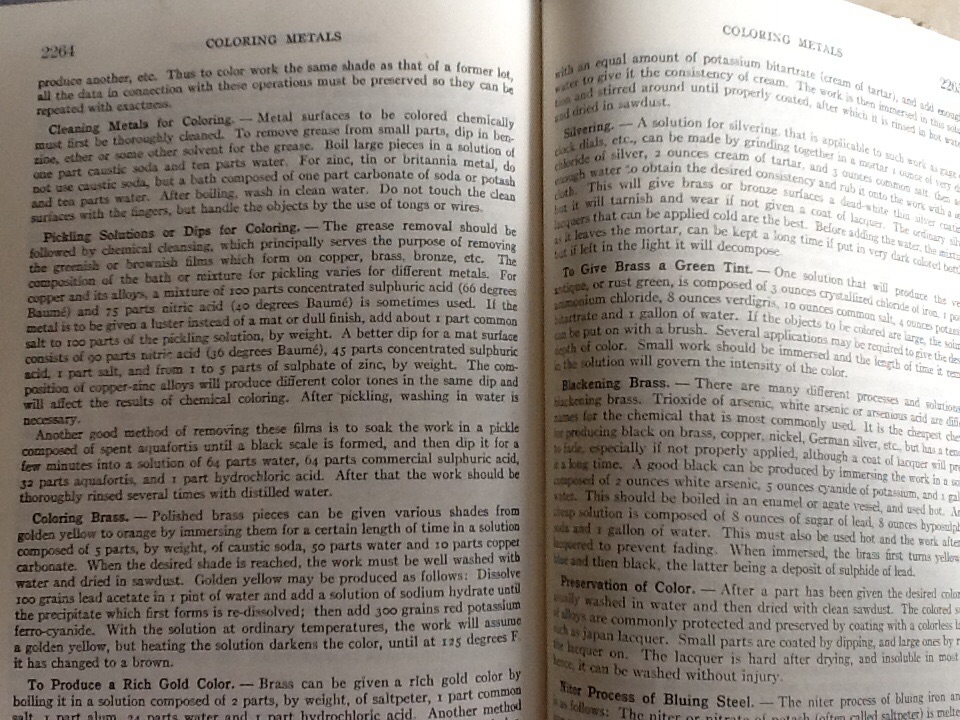 2264
COLORING METALS
produce another, etc. Thus to color work the same shade as that of a former lot,
all the data in connection with these operations must be preserved so they can be
repeated with exactness.
Cleaning Metals for Coloring. — Metal surfaces to be colored chemically
must first be thoroughly cleaned. To remove grease from small parts, dip in ben-
zine, ether or some other solvent for the grease. Boil large pieces in a solution of
one part caustic soda and ten parts water. For zinc, tin or britannia metal, do
not use caustic soda, but a bath composed of one part carbonate of soda or potash
and ten parts water. After boiling, wash in clean water. Do not touch the clean
surfaces with the fingers, but handle the objects by the use of tongs or wires.
Pickling Solutions or Dips for Coloring. — The grease removal should be
followed by chemical cleansing, which principally serves the purpose of removing
the greenish or brownish films which form on copper, brass, bronze, etc. The
composition of the bath or mixture for pickling varies for different metals. For
copper and its alloys, a mixture of 100 parts concentrated sulphuric acid (66 degrees
Baumé) and 75 parts nitric acid (40 degrees Baumé) is sometimes used. If the
metal is to be given a luster instead of a mat or dull finish, add about 1 part common
salt to 100 parts of the pickling solution, by weight. A better dip for a mat surface
consists of 90 parts nitric acid (36 degrees Baumé), 45 parts concentrated sulphuric
acid, 1 part salt, and from 1 to 5 parts of sulphate of zinc, by weight. The com-
position of copper-zinc alloys will produce different color tones in the same dip and
will affect the results of chemical coloring. After pickling, washing in water is
necessary.
Another good method of removing these films is to soak the work in a pickle
composed of spent aquafortis until a black scale is formed, and then dip it for a
few minutes into a solution of 64 parts water, 64 parts commercial sulphuric acid,
32 parts aquafortis, and 1 part hydrochloric acid. After that the work should be
thoroughly rinsed several times with distilled water.
Coloring Brass. — Polished brass pieces can be given various shades from
golden yellow to orange by immersing them for a certain length of time in a solution
composed of 5 parts, by weight, of caustic soda, 50 parts water and 10 parts copper
carbonate. When the desired shade is reached, the work must be well washed with
water and dried in sawdust. Golden yellow may be produced as follows: Dissolve
100 grains lead acetate in 1 pint of water and add a solution of sodium hydrate until
the precipitate which first forms is re-dissolved; then add 300 grains red potassium
ferro-cyanide. With the solution at ordinary temperatures, the work will assume
a golden yellow, but heating the solution darkens the color, until at 125 degrees F.
it has changed to a brown.
To Produce a Rich Gold Color. — Brass can be given a rich gold color by
boiling it in a solution composed of 2 parts, by weight, of saltpeter, 1 part common
salt, 1 part alum, 24 parts water and 1 part hydrochloric acid. Another method
COLORING METALS
with an equal amount of potassium bitartrate (cream of tartar), and add enough
water to give it the consistency of cream. The work is then immersed in this
and stirred around until properly coated, after which it is rinsed in hot water
and dried in sawdust.
Silvering. — A solution for silvering, that is applicable to such work as
dials, etc., can be made by grinding together in a mortar 1 ounce of very
chloride of silver, 2 ounces cream of tartar, and 3 ounces common salt, then
enough water to obtain the desired consistency and rub it onto the work with a
cloth. This will give brass or bronze surfaces a dead-white
but it will tarnish and wear if not given a coat of lacquer. The ordinary
lacquers that can be applied cold are the best. Before adding the water, the
as it leaves the mortar, can be kept a long time if put in very dark colored
but if left in the light it will decompose.
To Give Brass a Green Tint. — One solution that will produce the
antique, or rust green, is composed of 3 ounces crystallized chloride of iron, 1
ammonium chloride, 8 ounces verdigris, 10 ounces common salt, 4 ounces
bitartrate and 1 gallon of water. If the objects to be colored are large, the
can be put on with a brush. Several applications may be required to give the
depth of color. Small work should be immersed and the length of time it
in the solution will govern the intensity of the color.
Blackening Brass. — There are many different processes and solutions
blackening brass. Trioxide of arsenic, white arsenic or arsenious acid are
names for the chemical that is most commonly used. It is the cheapest
for producing black on brass, copper, nickel, German silver, etc., but has a
to fade, especially if not properly applied, although a coat of lacquer will
a long time. A good black can be produced by immersing the work in a
composed of 2 ounces white arsenic, 5 ounces cyanide of potassium, and 1
water. This should be boiled in an enamel or agate vessel, and used hot.
cheap solution is composed of 8 ounces of sugar of lead, 8 ounces
soda and 1 gallon of water. This must also be used hot and the work
lacquered to prevent fading. When immersed, the brass first turns
blue and then black, the latter being a deposit of sulphide of lead.
Preservation of Color. — After a part has been given the desired
usually washed in water and then dried with clean sawdust. The colored
of alloys are commonly protected and preserved by coating with a colorless
such as japan lacquer. Small parts are coated by dipping, and large ones by
the lacquer on. The lacquer is hard after drying, and insoluble in most
hence, it can be washed without injury.
Niter Process of Bluing Steel. — The niter process of bluing iron
is as follows: The niter or nitrate of potash (often called saltpeter) is